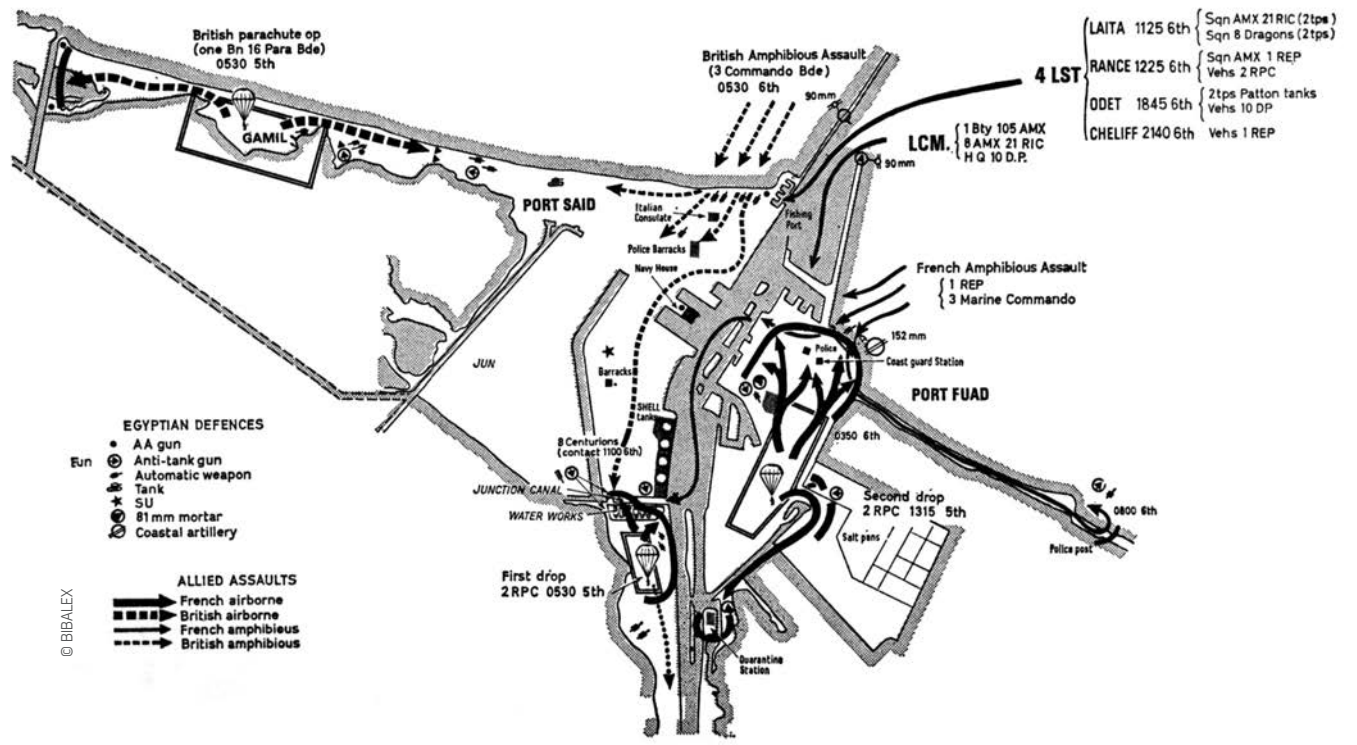 British parachute op
(one Bn 16 Para Bde)
0530 5th
GAMIL
British Amphibious Assault
(3 Commando Bde)
0530 6th
90mm
4 LST
LAITA 1125 6th
Sqn AMX 21 RIC (2tps)
Sqn 8 Dragons (2tps)
RANCE 1225 6th
Sqn AMX 1 REP
Vehs 2 RPC
ODET 1845 6th
2tps Patton tanks
Vehs 10 DP
CHELIFF 2140 6th
Vehs 1 REP
LCM.
1 Bty 105 AMX
8 AMX 21 RIC
HQ 10 D.P.
90mm
PORT SAID
Italian
Consulate
Fishing
Port
Police Barracks
Navy House
French Amphibious Assault
1 REP
3 Marine Commando
152 mm
Police
Coast guard Station
PORT FUAD
JUN
Barracks
SHELL
tanks
0350 6th
8 Centurions
(contact 1100 6th)
JUNCTION CANAL
WATER WORKS
Second drop
2 RPC 1315 5th
Salt pans
0800 6th
Police post
First drop
2 RPC 0530 5th
Quarantine
Station
EGYPTIAN DEFENCES
AA gun
Fun
Anti-tank gun
Automatic weapon
Tank
SU
81mm mortar
Coastal artillery
ALLIED ASSAULTS
French airborne
British airborne
French amphibieus
British amphibious
© BIBALEX